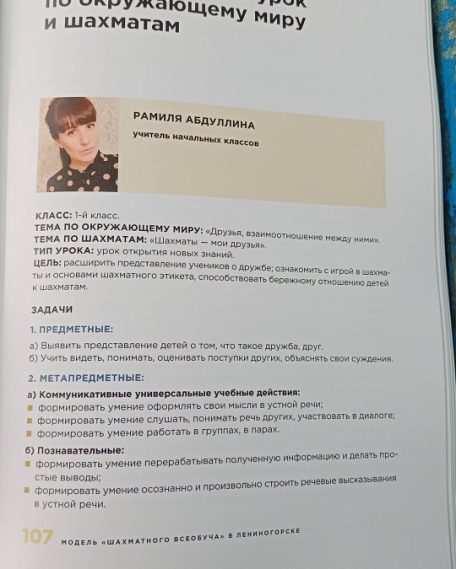 урок
по окружающему миру
и шахматам
РАМИЛЯ АБДУЛЛИНА
учитель начальных классов
КЛАСС: 1-й класс.
ТЕМА ПО ОКРУЖАЮЩЕМУ МИРУ: «Друзья, взаимоотношение между ними».
ТЕМА ПО ШАХМАТАМ: «Шахматы — мои друзья».
ТИП УРОКА: урок открытия новых знаний.
ЦЕЛЬ: расширить представление учеников о дружбе; ознакомить с игрой в шахма-
ты и основами шахматного этикета, способствовать бережному отношению детей
к шахматам.
ЗАДАЧИ
1. ПРЕДМЕТНЫЕ:
а) Выявить представление детей о том, что такое дружба, друг.
б) Учить видеть, понимать, оценивать поступки других, объяснять свои суждения.
2. МЕТАПРЕДМЕТНЫЕ:
а) Коммуникативные универсальные учебные действия:
формировать умение оформлять свои мысли в устной речи;
формировать умение слушать, понимать речь других, участвовать в диалоге;
формировать умение работать в группах, в парах.
б) Познавательные:
формировать умение перерабатывать полученную информацию и делать про-
стые выводы;
формировать умение осознанно и произвольно строить речевые высказывания
в устной речи.
107 МОДЕЛЬ «ШАХМАТНОГО ВСЕОБУЧА» В ЛЕНИНОГОРСКЕ